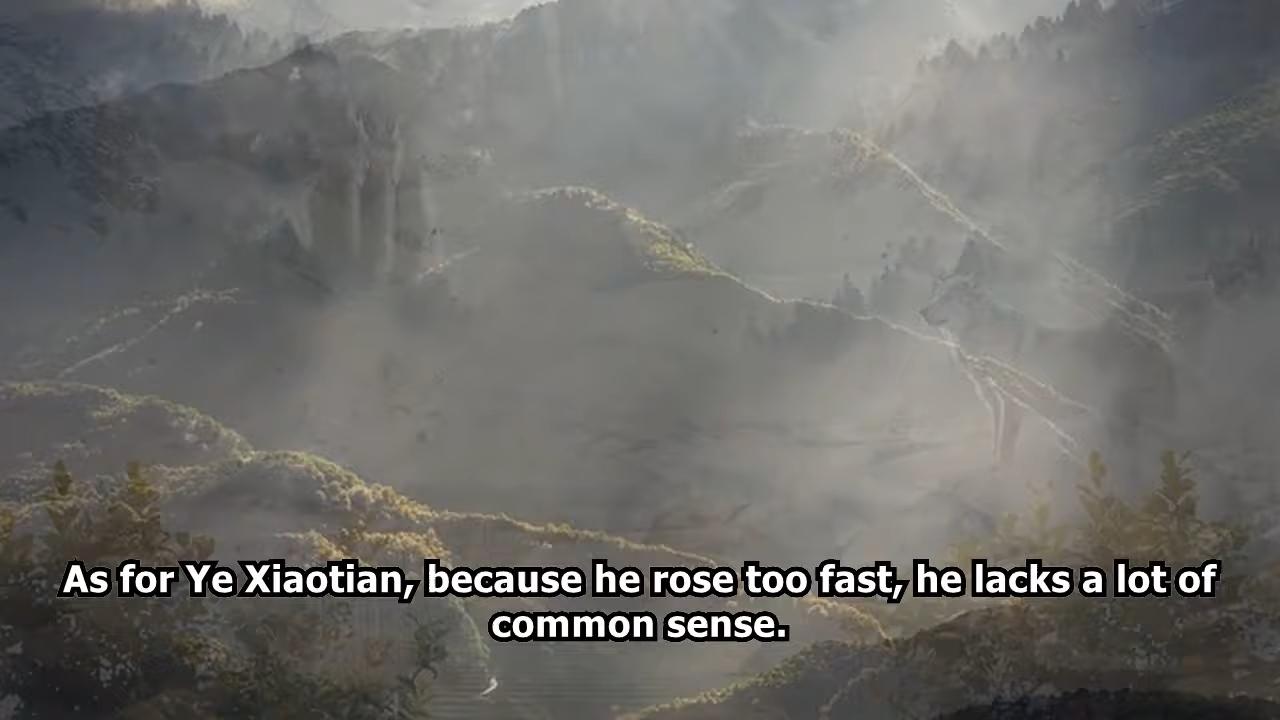 As for Ye Xiaotian, because he rose too fast, he lacks a lot of
common sense.